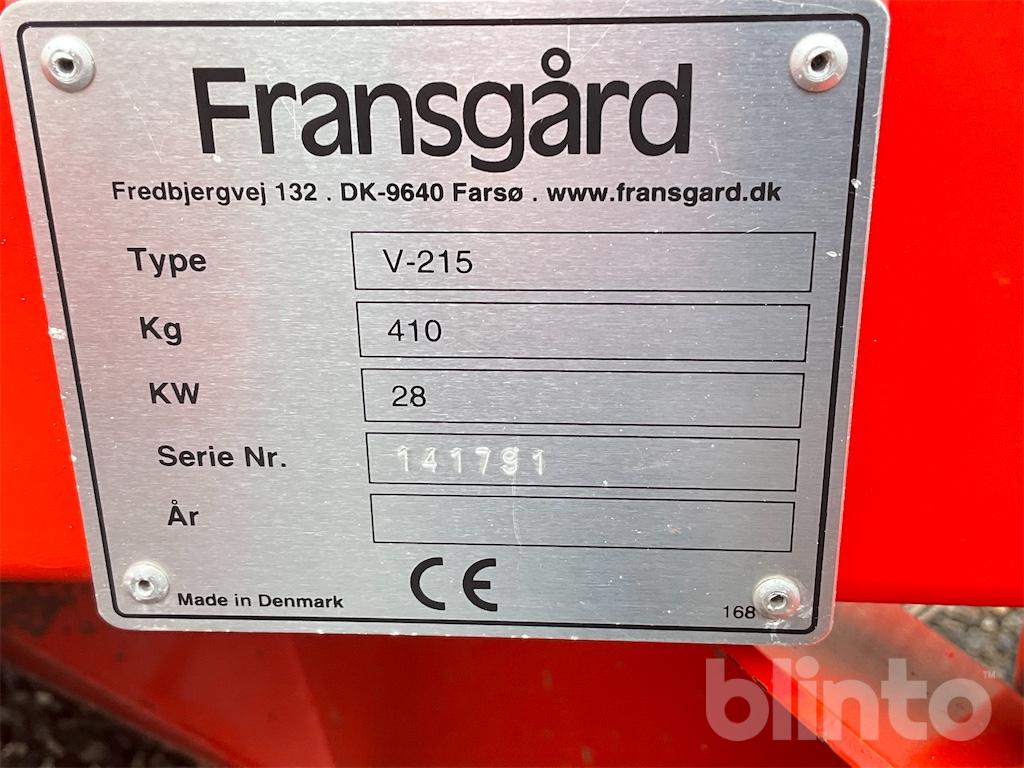 Fransgård
Fredbjergvej 132 . DK-9640 Farsø . www.fransgard.dk
Type V-215
Kg 410
KW 28
Serie Nr. 141791
År
CE
Made in Denmark
168
blinto™